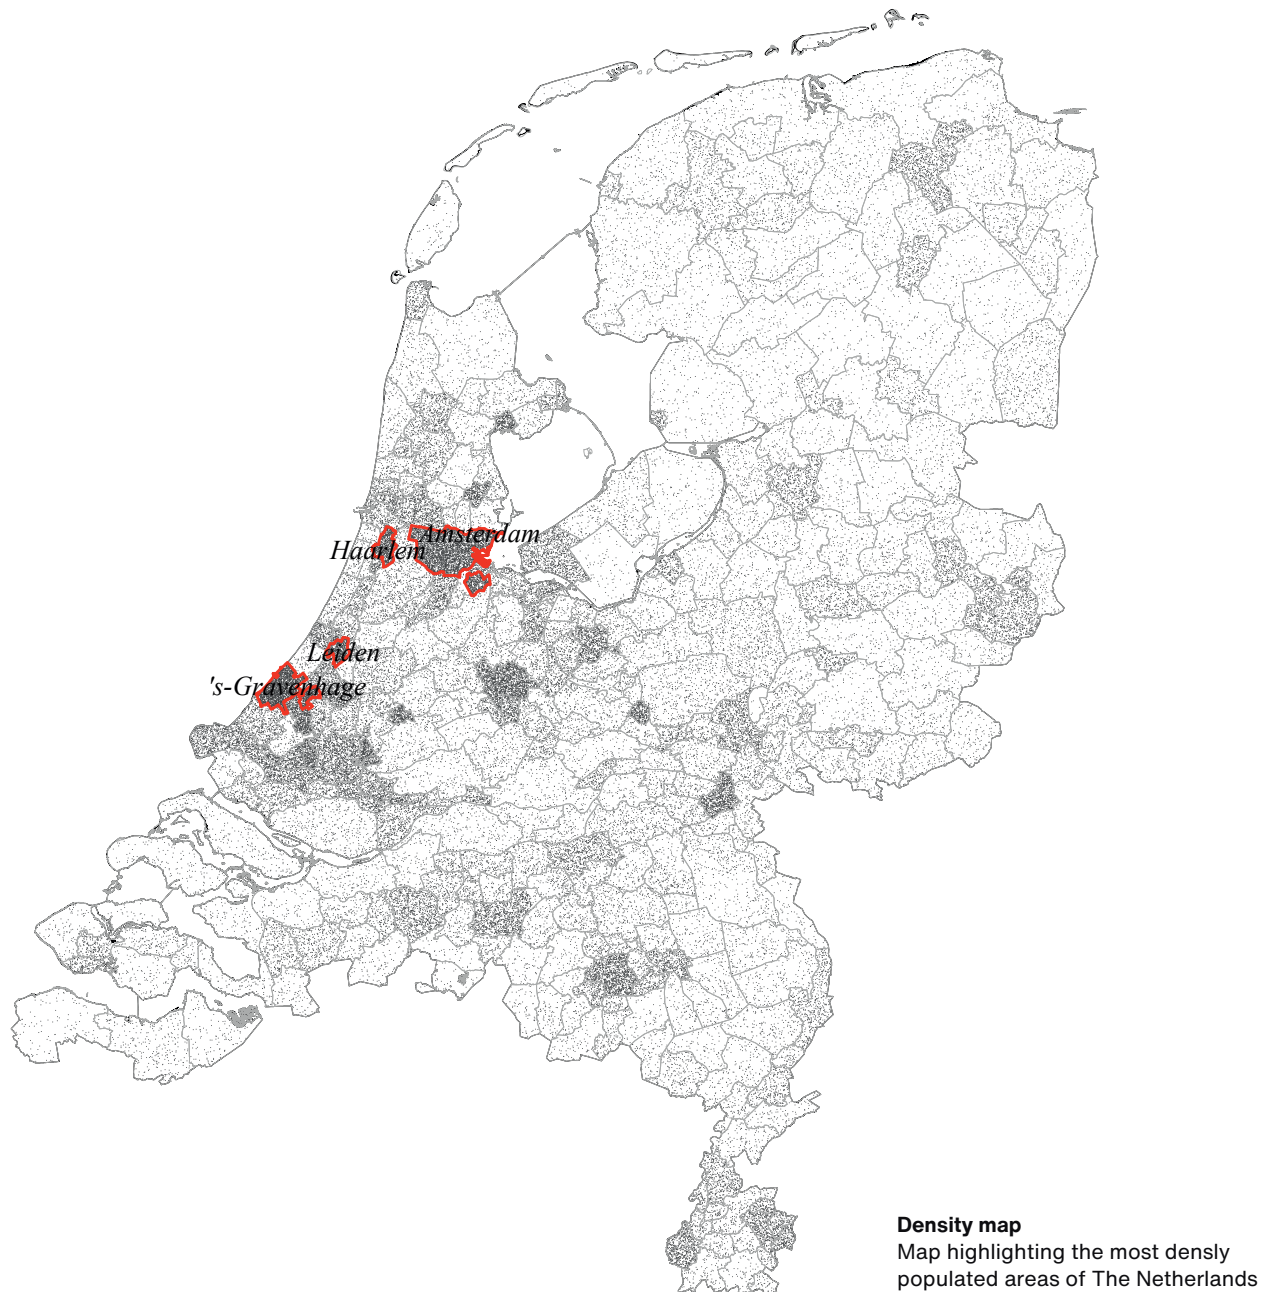 Amsterdam
Haarlem
Leiden
's-Gravenhage
Density map
Map highlighting the most densly
populated areas of The Netherlands